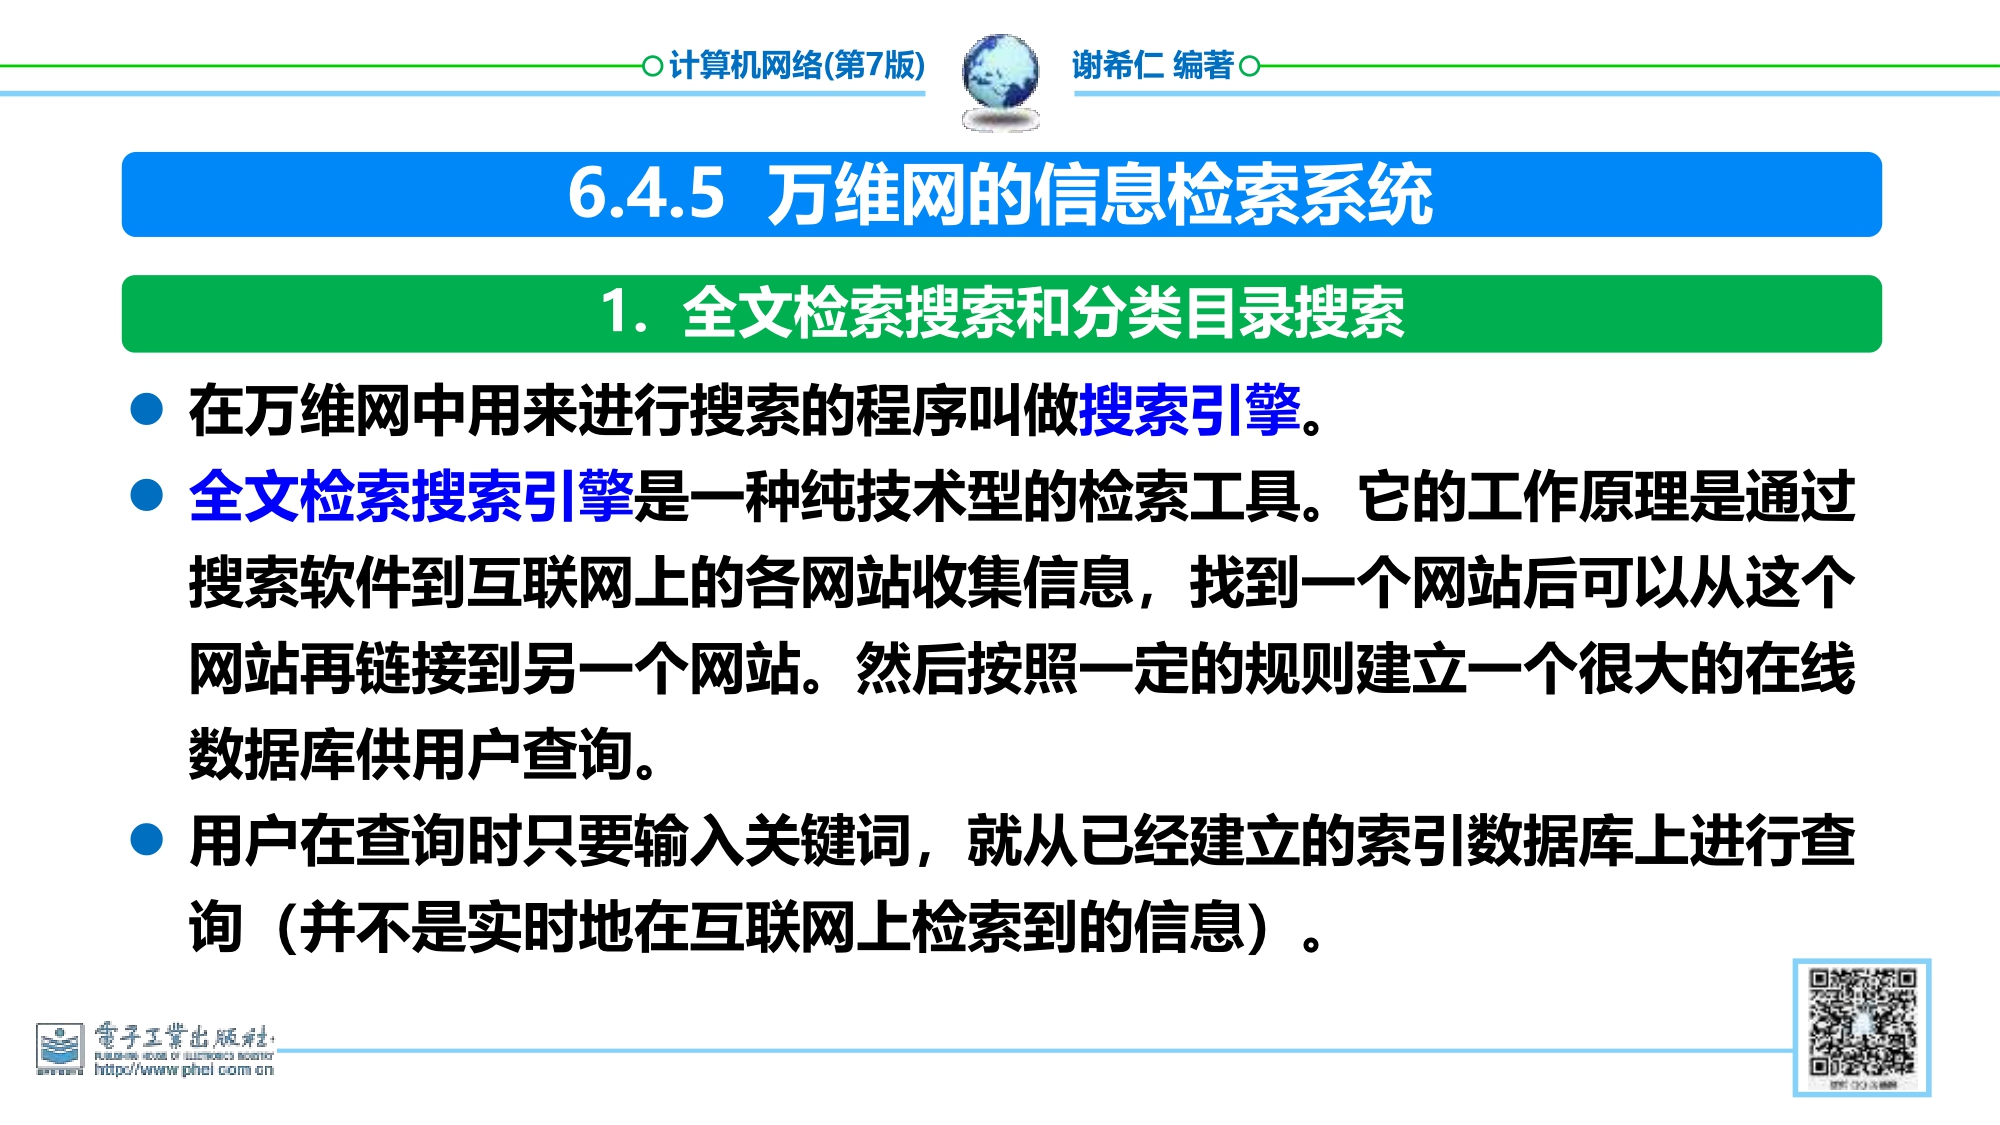 计算机网络(第7版) 谢希仁 编著
6.4.5 万维网的信息检索系统
1. 全文检索搜索和分类目录搜索
在万维网中用来进行搜索的程序叫做搜索引擎。
全文检索搜索引擎是一种纯技术型的检索工具。它的工作原理是通过
搜索软件到互联网上的各网站收集信息，找到一个网站后可以从这个
网站再链接到另一个网站。然后按照一定的规则建立一个很大的在线
数据库供用户查询。
用户在查询时只要输入关键词，就从已经建立的索引数据库上进行查
询（并不是实时地在互联网上检索到的信息）。
電子工業出版社
PUBLISHING HOUSE OF ELECTRONICS INDUSTRY
http://www.phei.com.cn